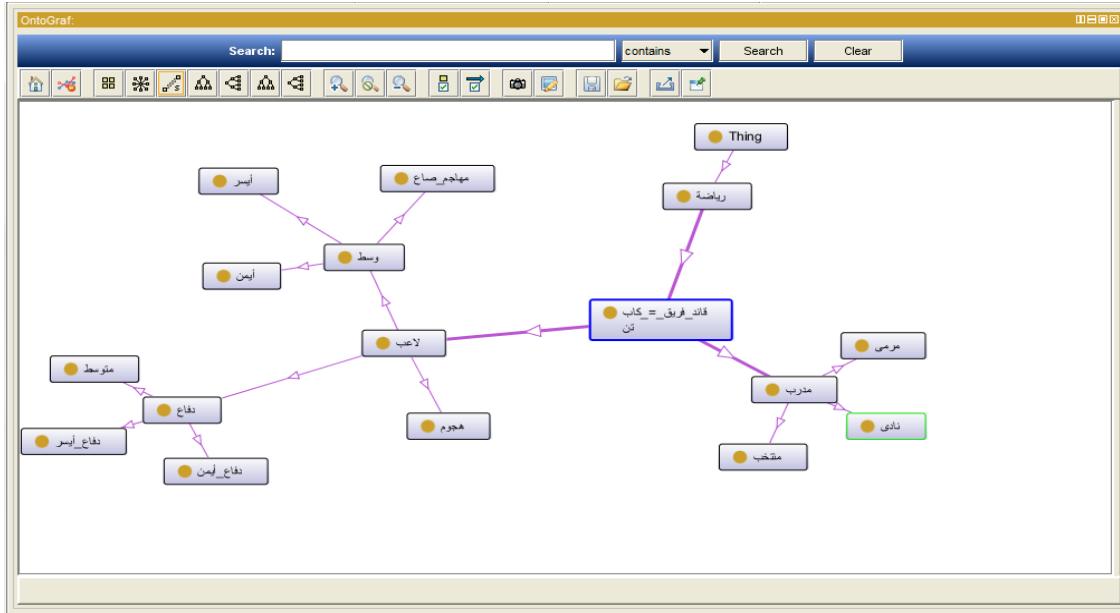 OntoGraf:
Search: contains Search Clear
Thing
رياضة
مهاجم_صاع
أيسر
وسط
أيمن
قائد_فريق_=_كاب
تن
لاعب
مرمى
متوسط
مدرب
دفاع
هجوم
نادى
دفاع_أيسر
منتخب
دفاع_أيمن